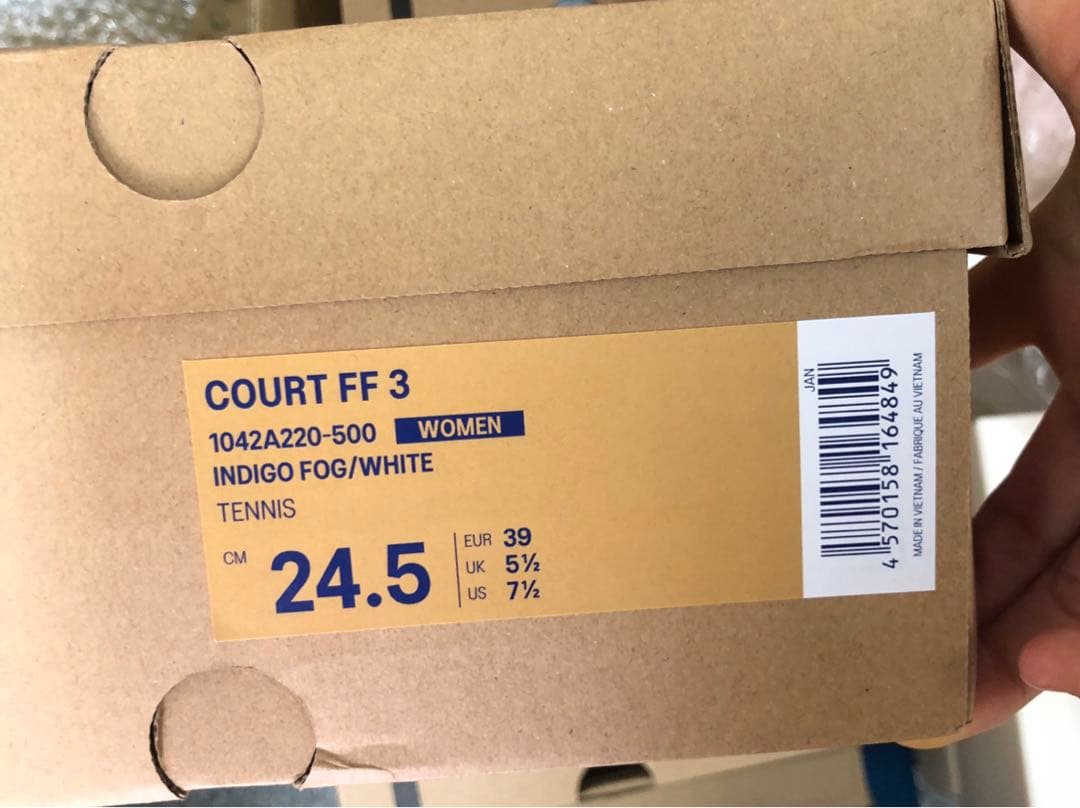 COURT FF 3
1042A220-500 WOMEN
INDIGO FOG/WHITE
TENNIS
CM 24.5
EUR 39
UK 5½
US 7½
JAN
4 570158 164849
MADE IN VIETNAM / FABRIQUE AU VIETNAM